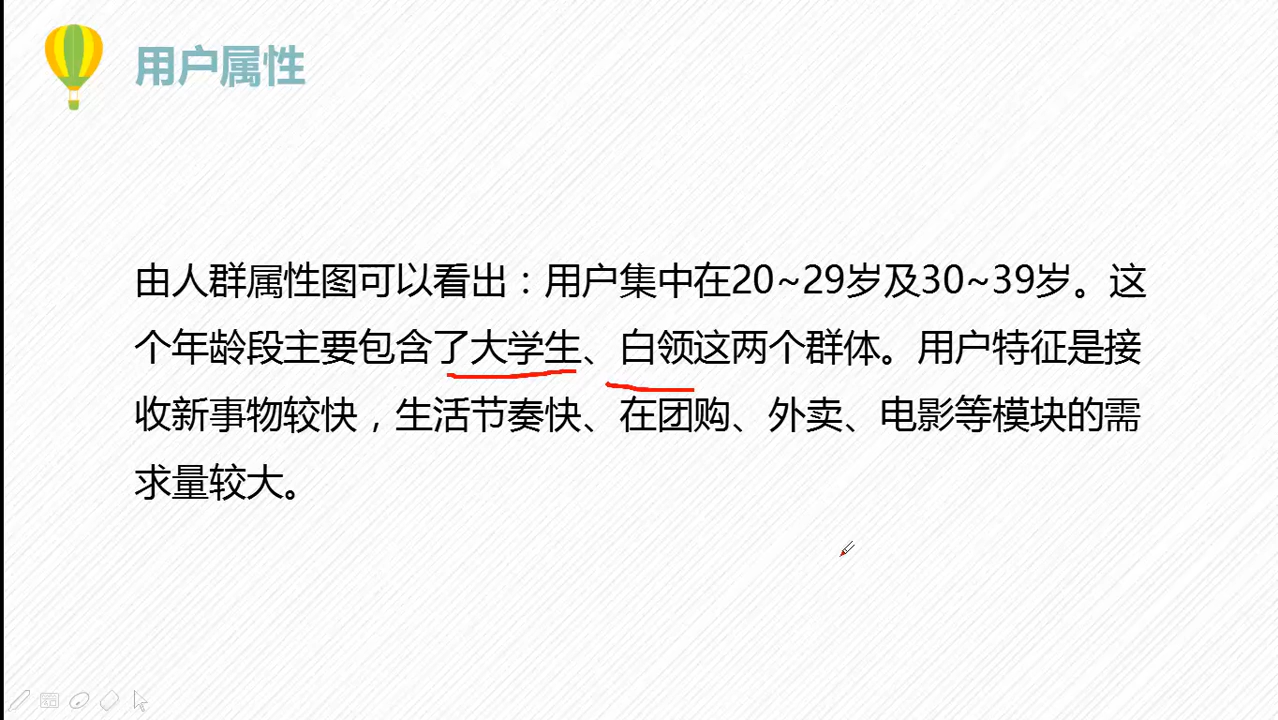 用户属性
由人群属性图可以看出：用户集中在20~29岁及30~39岁。这
个年龄段主要包含了大学生、白领这两个群体。用户特征是接
收新事物较快，生活节奏快、在团购、外卖、电影等模块的需
求量较大。